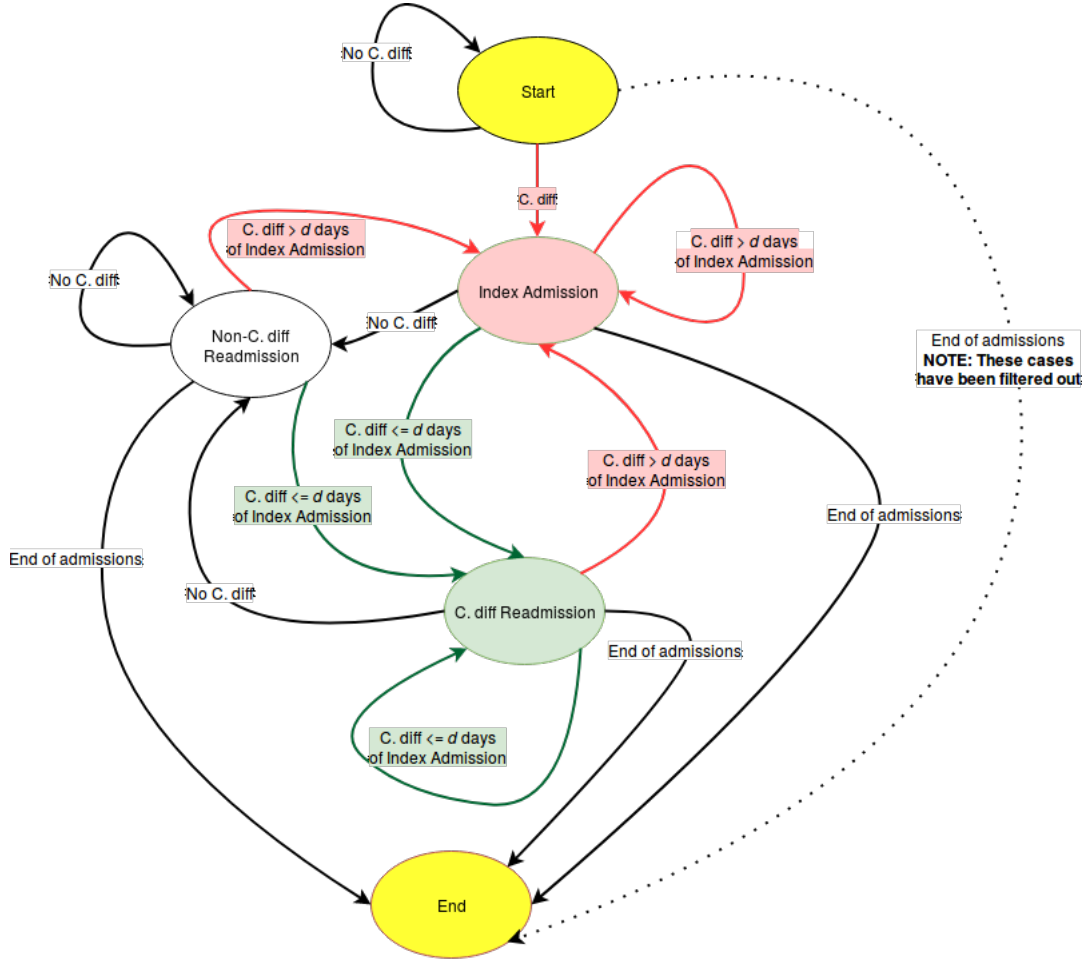 No C. diff
Start
C. diff
C. diff > d days
of Index Admission
C. diff > d days
of Index Admission
No C. diff
Index Admission
No C. diff
Non-C. diff
Readmission
End of admissions
NOTE: These cases
have been filtered out
C. diff <= d days
of Index Admission
C. diff > d days
of Index Admission
C. diff <= d days
of Index Admission
End of admissions
End of admissions
No C. diff
C. diff Readmission
End of admissions
C. diff <= d days
of Index Admission
End